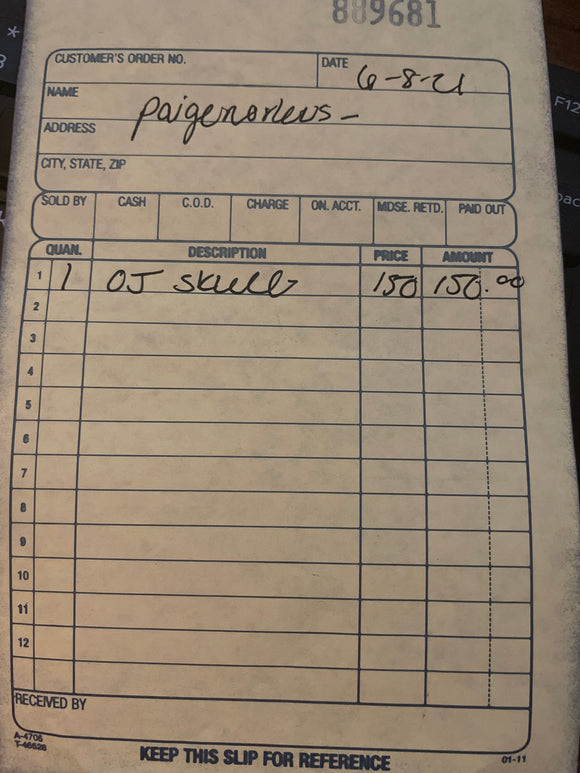 889681
CUSTOMER'S ORDER NO. DATE 6-8-21
NAME
ADDRESS
CITY, STATE, ZIP
SOLD BY CASH C.O.D. CHARGE ON. ACCT. MDSE. RETD. PAID OUT
QUAN. DESCRIPTION PRICE AMOUNT
1 1 OJ Skull 150 150.00
2
3
4
5
6
7
8
9
10
11
12
RECEIVED BY
A-4705
T-46528
KEEP THIS SLIP FOR REFERENCE
01-11